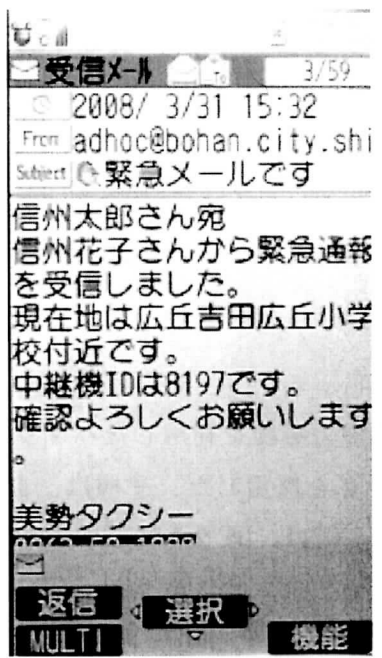 受信メール 3/59
2008/ 3/31 15:32
From adhoc@bohan.city.shi
Subject 緊急メールです
信州太郎さん宛
信州花子さんから緊急通報
を受信しました。
現在地は広丘吉田広丘小学
校付近です。
中継機IDは8197です。
確認よろしくお願いします
。
美勢タクシー
返信 選択
MULTI 機能